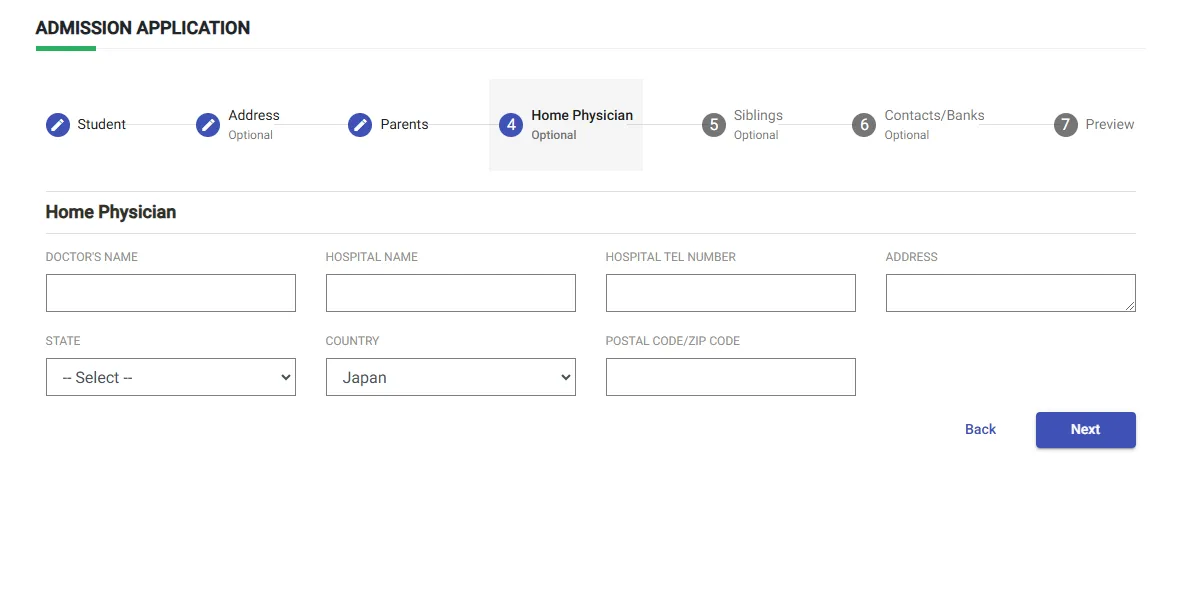 ADMISSION APPLICATION
Student
Address
Optional
Parents
4
Home Physician
Optional
5
Siblings
Optional
6
Contacts/Banks
Optional
7
Preview
Home Physician
DOCTOR'S NAME
HOSPITAL NAME
HOSPITAL TEL NUMBER
ADDRESS
STATE
COUNTRY
POSTAL CODE/ZIP CODE
-- Select --
Japan
Back
Next